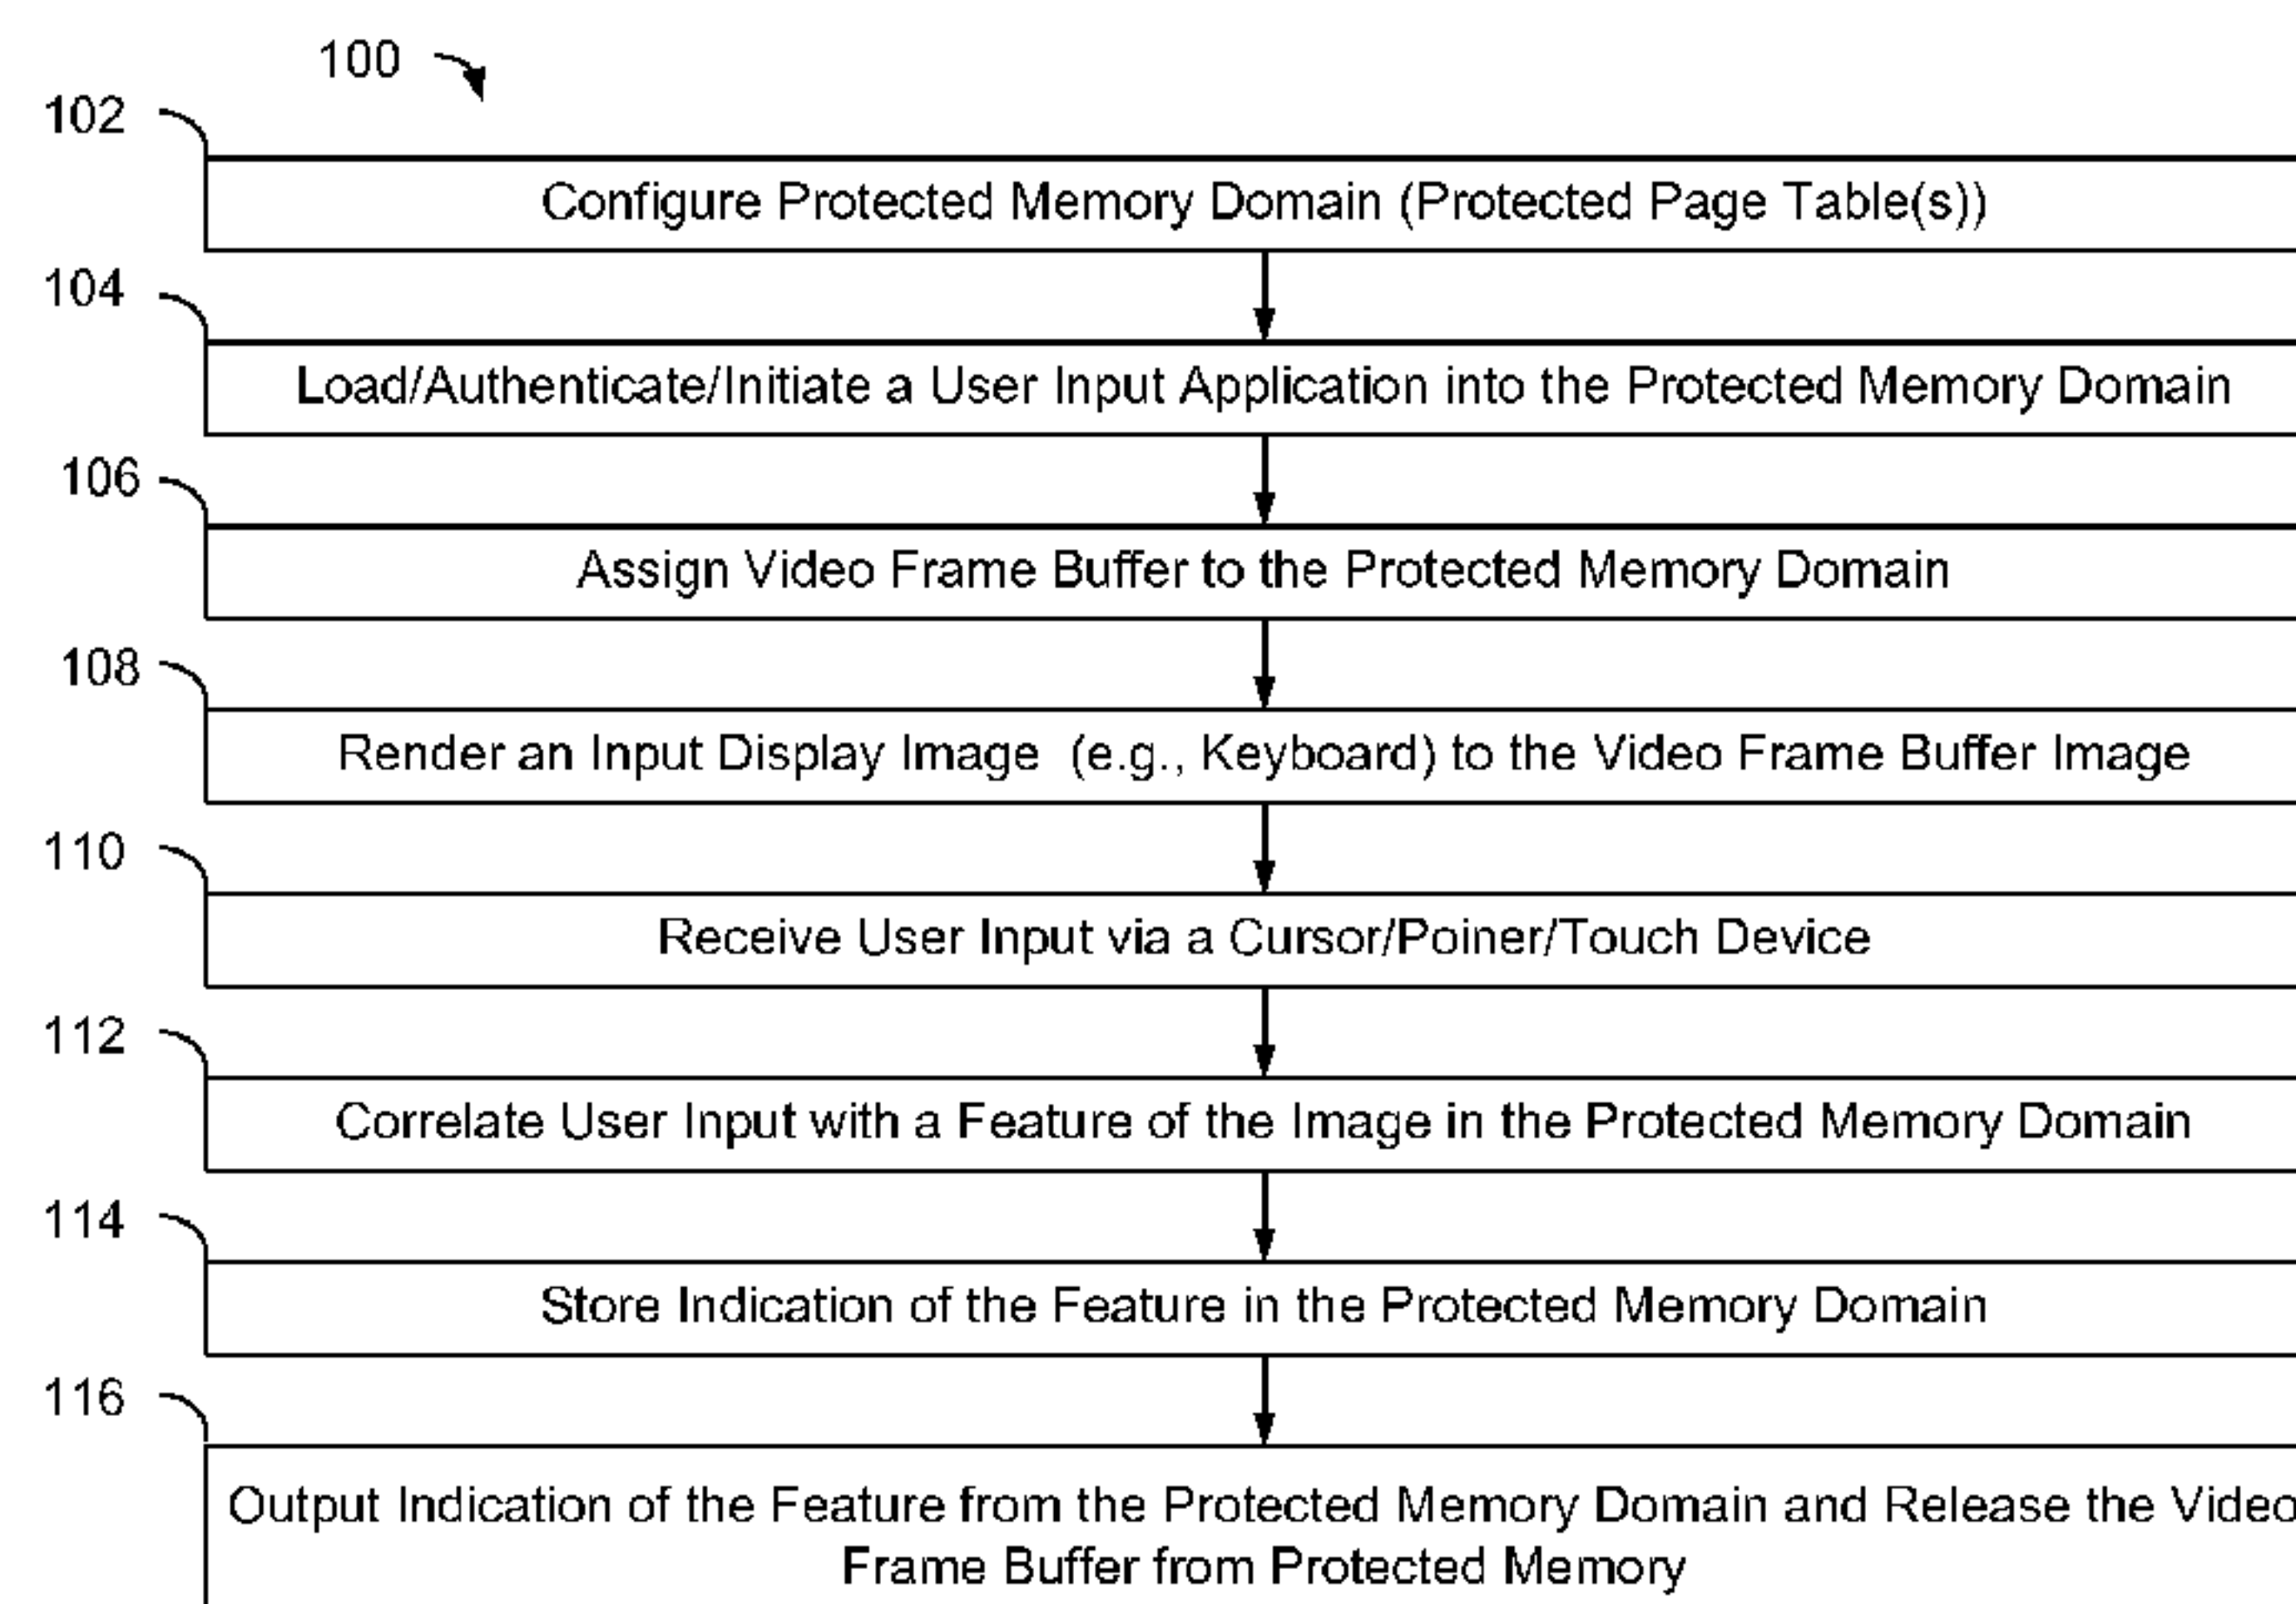 100
102
Configure Protected Memory Domain (Protected Page Table(s))
104
Load/Authenticate/Initiate a User Input Application into the Protected Memory Domain
106
Assign Video Frame Buffer to the Protected Memory Domain
108
Render an Input Display Image (e.g., Keyboard) to the Video Frame Buffer Image
110
Receive User Input via a Cursor/Poiner/Touch Device
112
Correlate User Input with a Feature of the Image in the Protected Memory Domain
114
Store Indication of the Feature in the Protected Memory Domain
116
Output Indication of the Feature from the Protected Memory Domain and Release the Video
Frame Buffer from Protected Memory